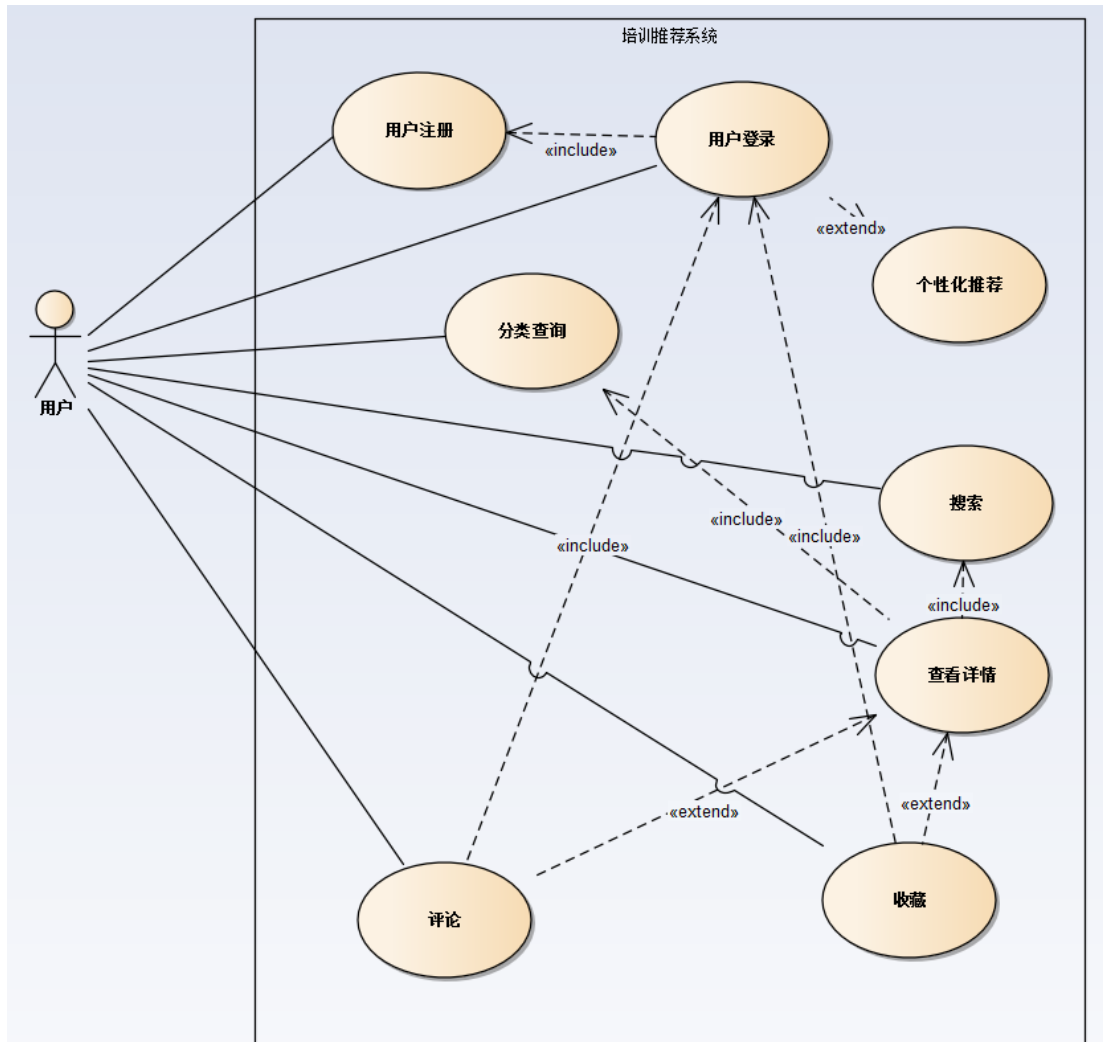 培训推荐系统
用户注册
用户登录
«include»
«extend»
个性化推荐
分类查询
用户
搜索
«include»
«include»
«include»
«include»
查看详情
«extend»
«extend»
评论
收藏